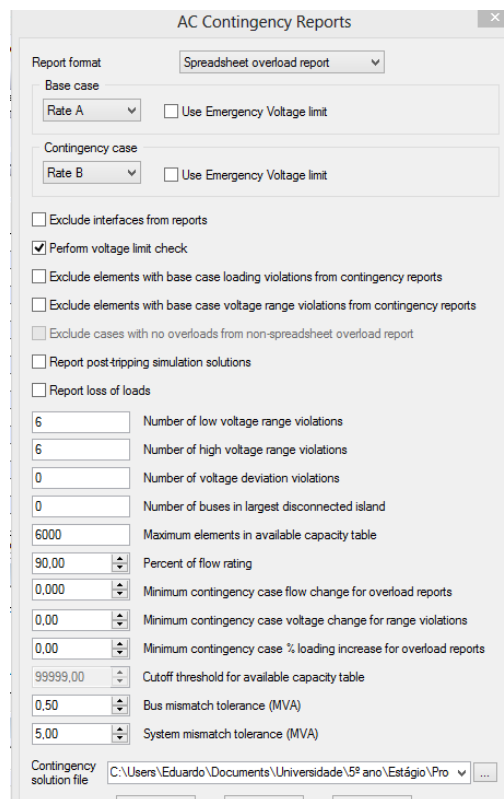 AC Contingency Reports
Report format Spreadsheet overload report
Base case
Rate A Use Emergency Voltage limit
Contingency case
Rate B Use Emergency Voltage limit
Exclude interfaces from reports
Perform voltage limit check
Exclude elements with base case loading violations from contingency reports
Exclude elements with base case voltage range violations from contingency reports
Exclude cases with no overloads from non-spreadsheet overload report
Report post-tripping simulation solutions
Report loss of loads
6 Number of low voltage range violations
6 Number of high voltage range violations
0 Number of voltage deviation violations
0 Number of buses in largest disconnected island
6000 Maximum elements in available capacity table
90,00 Percent of flow rating
0,000 Minimum contingency case flow change for overload reports
0,00 Minimum contingency case voltage change for range violations
0,00 Minimum contingency case % loading increase for overload reports
99999,00 Cutoff threshold for available capacity table
0,50 Bus mismatch tolerance (MVA)
5,00 System mismatch tolerance (MVA)
Contingency
solution file C:\Users\Eduardo\Documents\Universidade\5º ano\Estágio\Pro ...